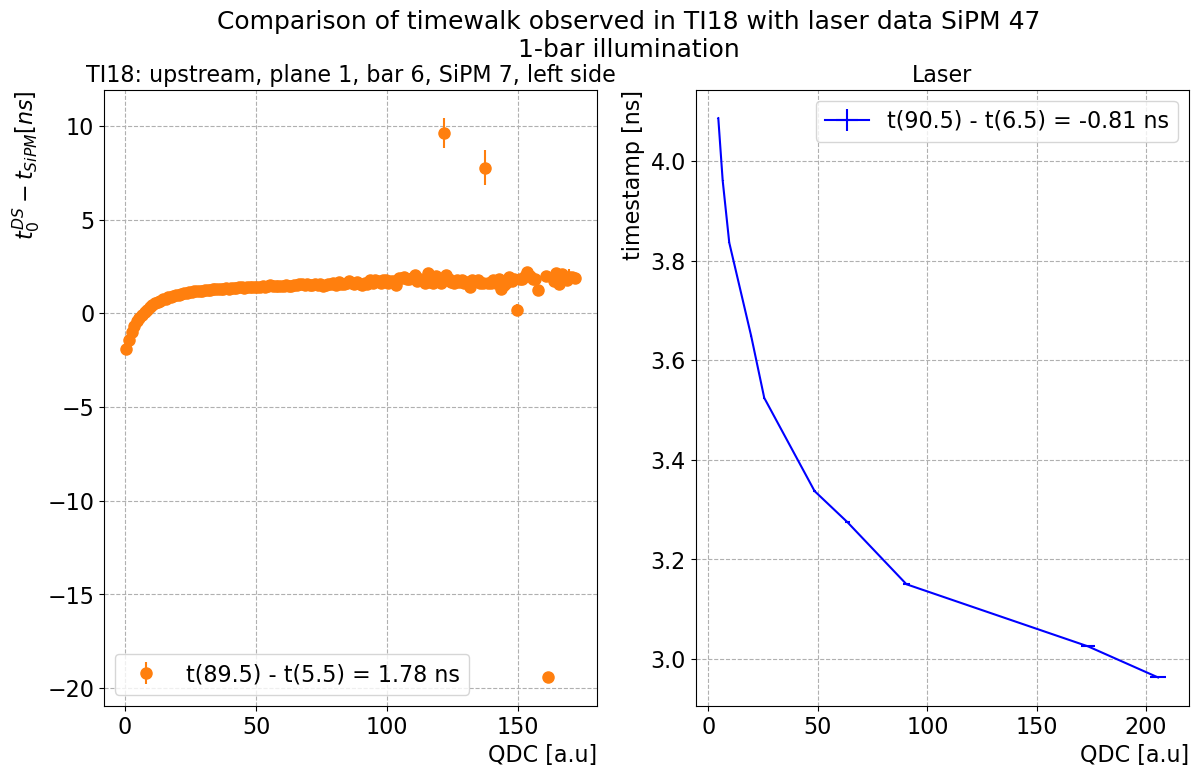 Comparison of timewalk observed in TI18 with laser data SiPM 47
1-bar illumination
TI18: upstream, plane 1, bar 6, SiPM 7, left side
t_0^{DS} − t_{SiPM}[ns]
10
5
0
−5
−10
−15
−20
t(89.5) - t(5.5) = 1.78 ns
0 50 100 150
QDC [a.u]
Laser
timestamp [ns]
t(90.5) - t(6.5) = -0.81 ns
4.0
3.8
3.6
3.4
3.2
3.0
0 50 100 150 200
QDC [a.u]